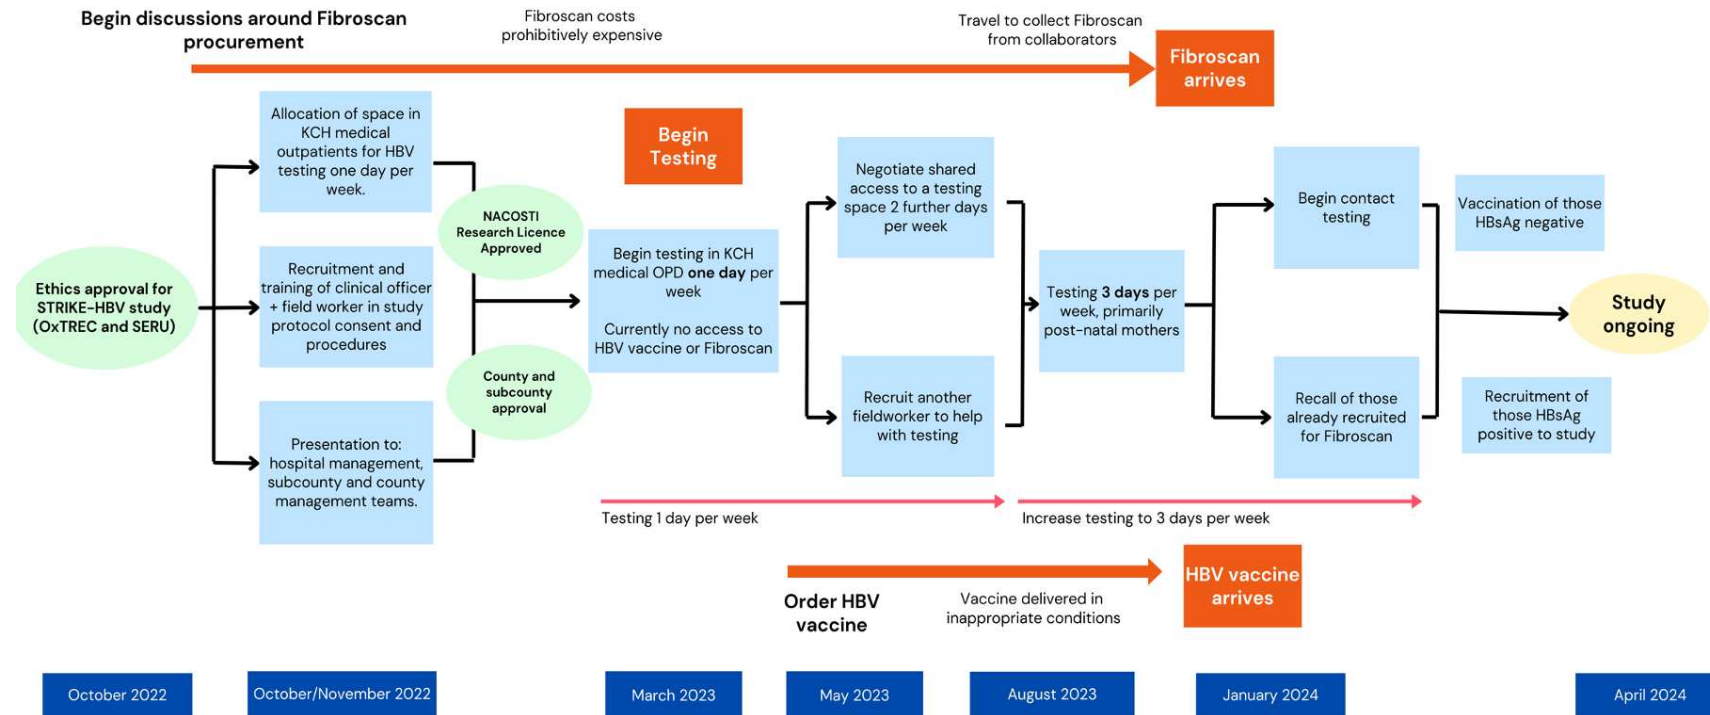 Begin discussions around Fibroscan
procurement
Fibroscan costs
prohibitively expensive
Travel to collect Fibroscan
from collaborators
Fibroscan
arrives
Allocation of space in
KCH medical
outpatients for HBV
testing one day per
week.
Begin
Testing
Negotiate shared
access to a testing
space 2 further days
per week
Begin contact
testing
Vaccination of those
HBsAg negative
NACOSTI
Research Licence
Approved
Ethics approval for
STRIKE-HBV study
(OxTREC and SERU)
Recruitment and
training of clinical officer
+ field worker in study
protocol consent and
procedures
Begin testing in KCH
medical OPD one day per
week
Currently no access to
HBV vaccine or Fibroscan
Testing 3 days per
week, primarily
post-natal mothers
Study
ongoing
County and
subcounty
approval
Recruit another
fieldworker to help
with testing
Recall of those
already recruited
for Fibroscan
Recruitment of
those HBsAg
positive to study
Presentation to:
hospital management,
subcounty and county
management teams.
Testing 1 day per week
Increase testing to 3 days per week
Order HBV
vaccine
Vaccine delivered in
inappropriate conditions
HBV vaccine
arrives
October 2022
October/November 2022
March 2023
May 2023
August 2023
January 2024
April 2024